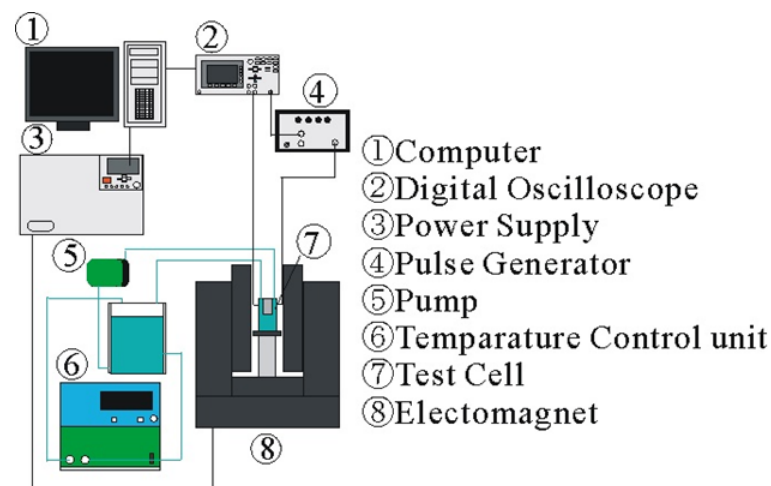 ①
②
④
③
①Computer
②Digital Oscilloscope
③Power Supply
④Pulse Generator
⑤
⑦
⑤Pump
⑥Temparature Control unit
⑥
⑦Test Cell
⑧Electomagnet
⑧